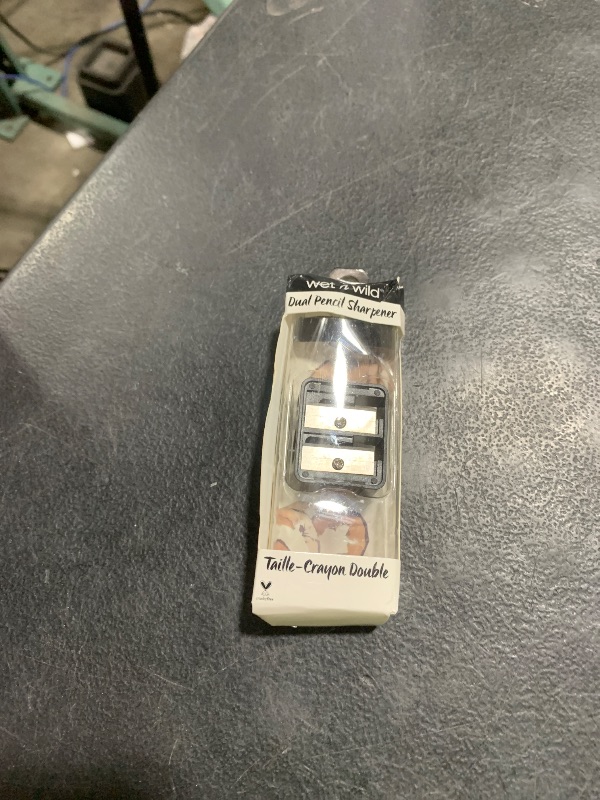 wet n wild
Dual Pencil Sharpener
Taille-Crayon Double